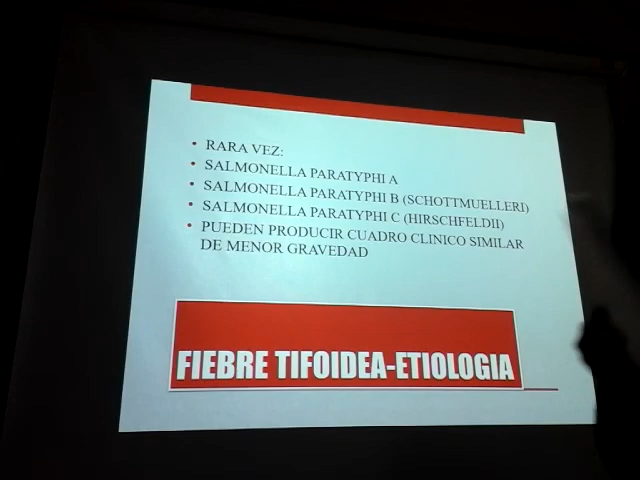 • RARA VEZ:
• SALMONELLA PARATYPHI A
• SALMONELLA PARATYPHI B (SCHOTTMUELLERI)
• SALMONELLA PARATYPHI C (HIRSCHFELDII)
• PUEDEN PRODUCIR CUADRO CLINICO SIMILAR
DE MENOR GRAVEDAD
FIEBRE TIFOIDEA-ETIOLOGIA